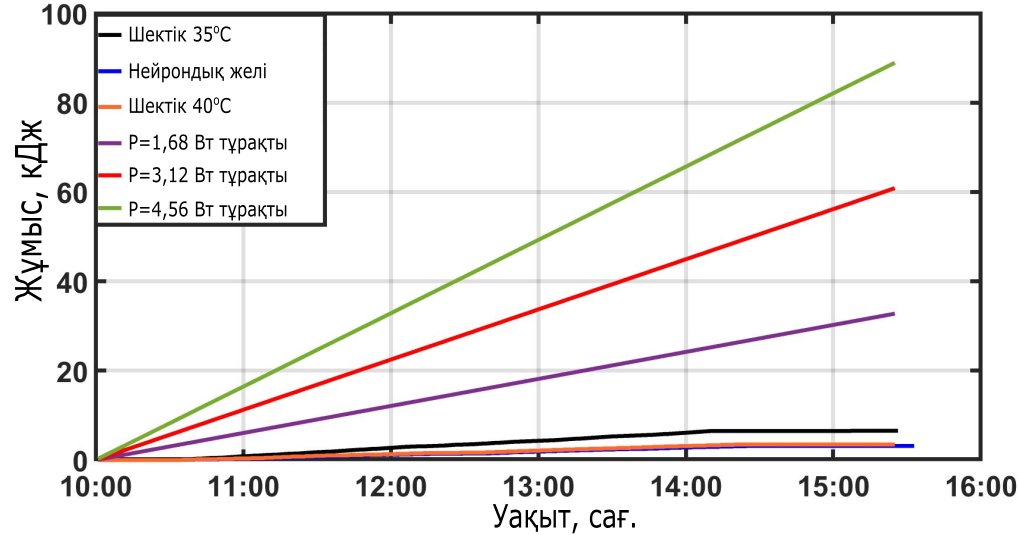 100
80
60
40
20
0
Жұмыс, кДж
Шектік 35⁰C
Нейрондық желі
Шектік 40⁰C
P=1,68 Вт тұрақты
P=3,12 Вт тұрақты
P=4,56 Вт тұрақты
10:00 11:00 12:00 13:00 14:00 15:00 16:00
Уақыт, сағ.